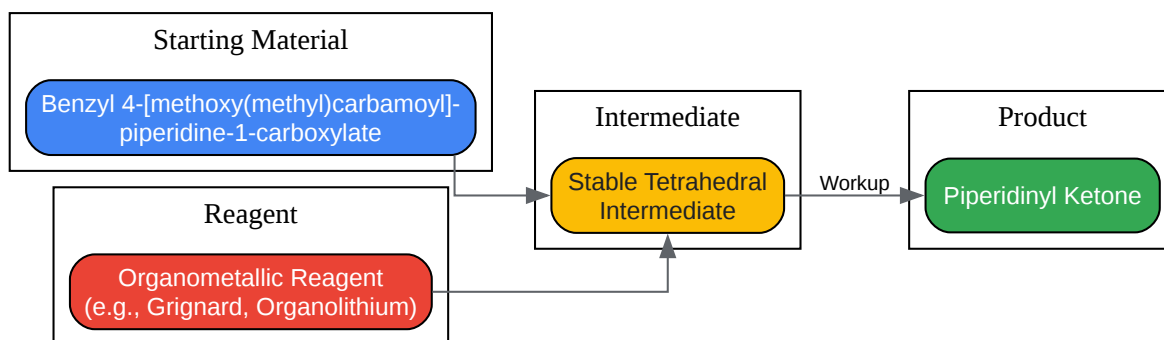 Starting Material
Benzyl 4-[methoxy(methyl)carbamoyl]-
piperidine-1-carboxylate
Reagent
Organometallic Reagent
(e.g., Grignard, Organolithium)
Intermediate
Stable Tetrahedral
Intermediate
Workup
Product
Piperidinyl Ketone